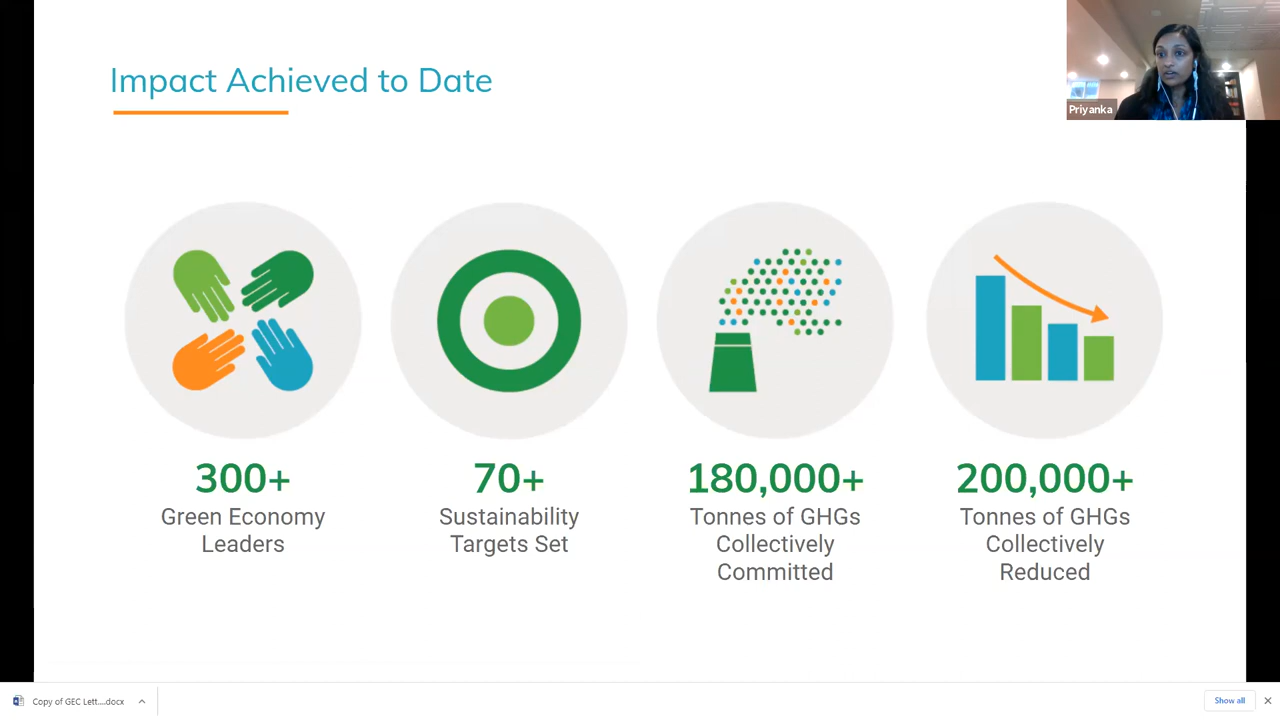 Impact Achieved to Date
Priyanka
300+
Green Economy
Leaders
70+
Sustainability
Targets Set
180,000+
Tonnes of GHGs
Collectively
Committed
200,000+
Tonnes of GHGs
Collectively
Reduced
Copy of GEC Lett....docx
Show all